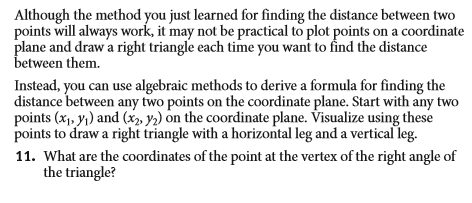 Although the method you just learned for finding the distance between two
points will always work, it may not be practical to plot points on a coordinate
plane and draw a right triangle each time you want to find the distance
between them.
Instead, you can use algebraic methods to derive a formula for finding the
distance between any two points on the coordinate plane. Start with any two
points (x₁, y₁) and (x₂, y₂) on the coordinate plane. Visualize using these
points to draw a right triangle with a horizontal leg and a vertical leg.
11. What are the coordinates of the point at the vertex of the right angle of
the triangle?